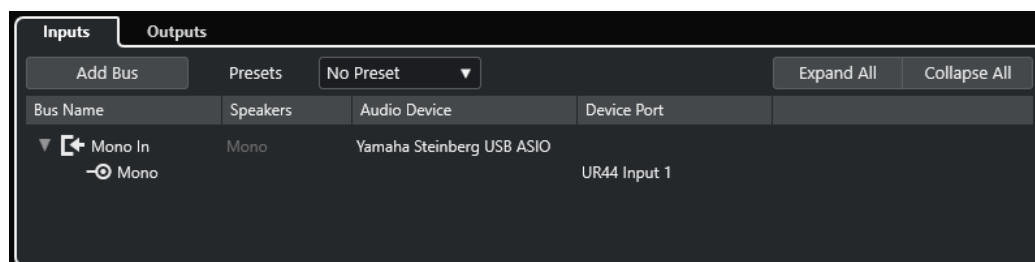 Inputs Outputs
Add Bus Presets No Preset Expand All Collapse All
Bus Name Speakers Audio Device Device Port
Mono In Mono Yamaha Steinberg USB ASIO
Mono UR44 Input 1